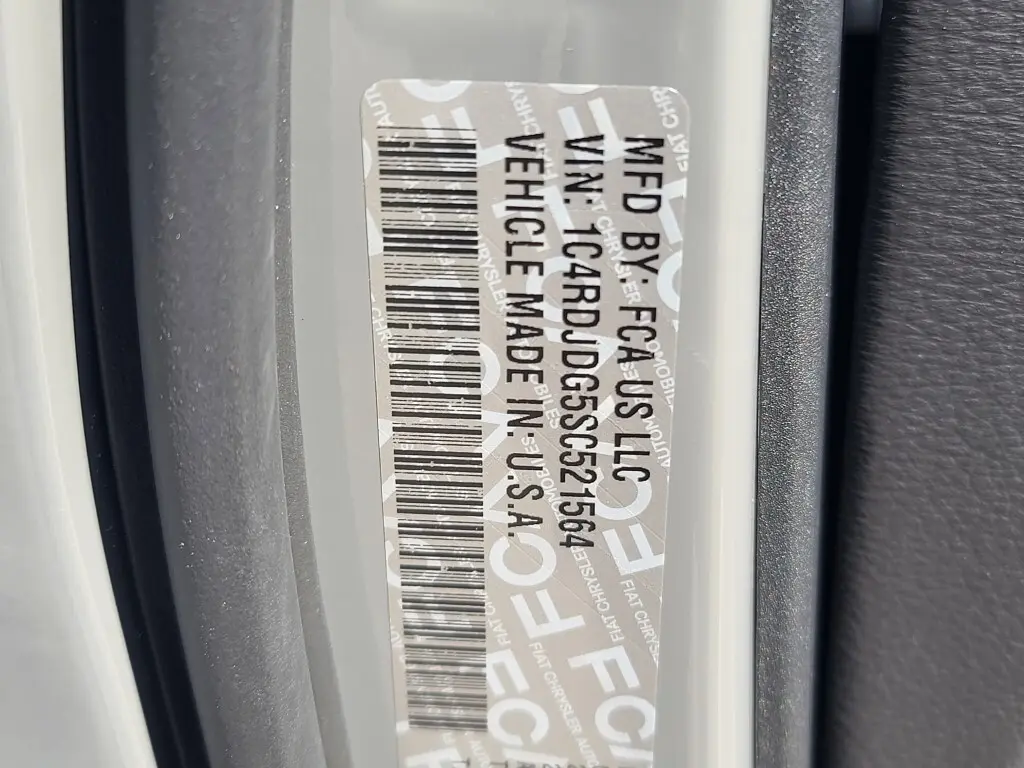 MFD BY: FCA US LLC
VIN: 1C4RDJDG5SC521564
VEHICLE MADE IN: U.S.A.